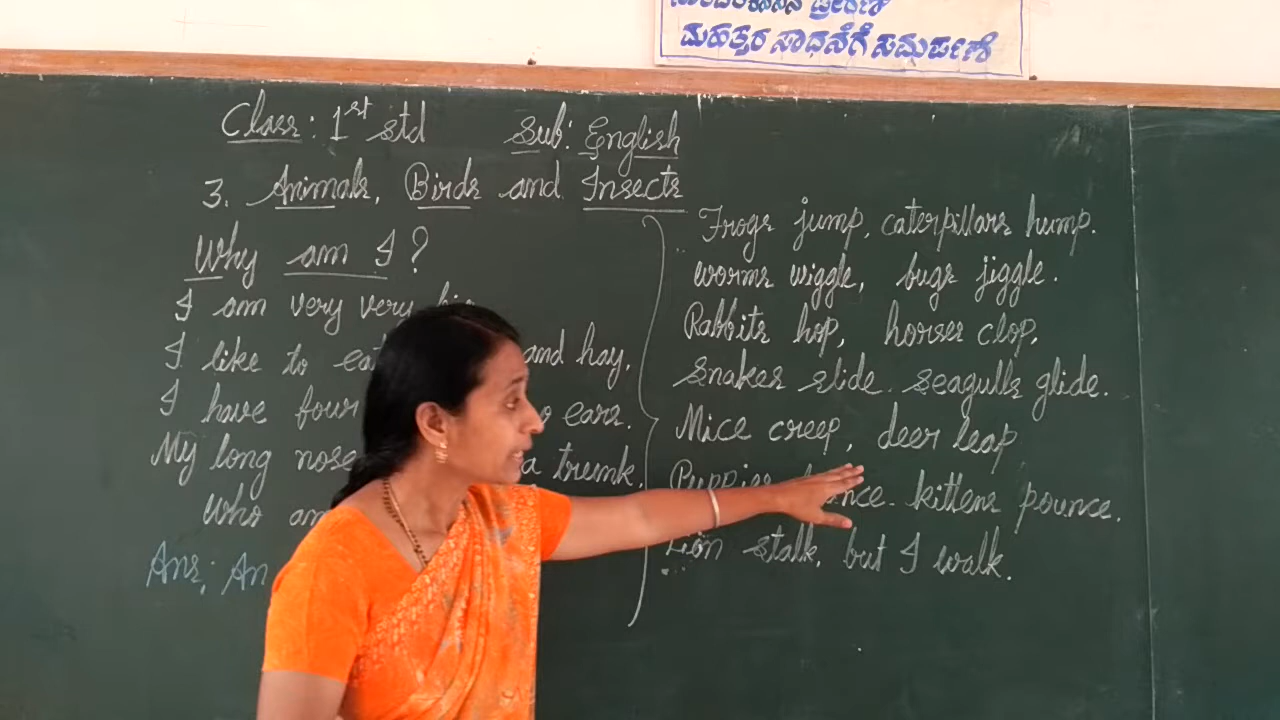 ಮಹತ್ತರ ಸಾಧನೆಗೆ ಸಮರ್ಪಣೆ
Class: 1st std Sub: English
3. Animals, Birds and Insects
Why am I?
I am very very
I like to and hay.
I have four ears.
My long nose a trunk.
Who
Ans: An
Frogs jump, caterpillars hump.
worms wiggle, bugs jiggle.
Rabbits hop, horses clop.
Snakes slide. seagulls glide.
Mice creep, deer leap
Puppies kittens pounce.
Lion stalk, but I walk.